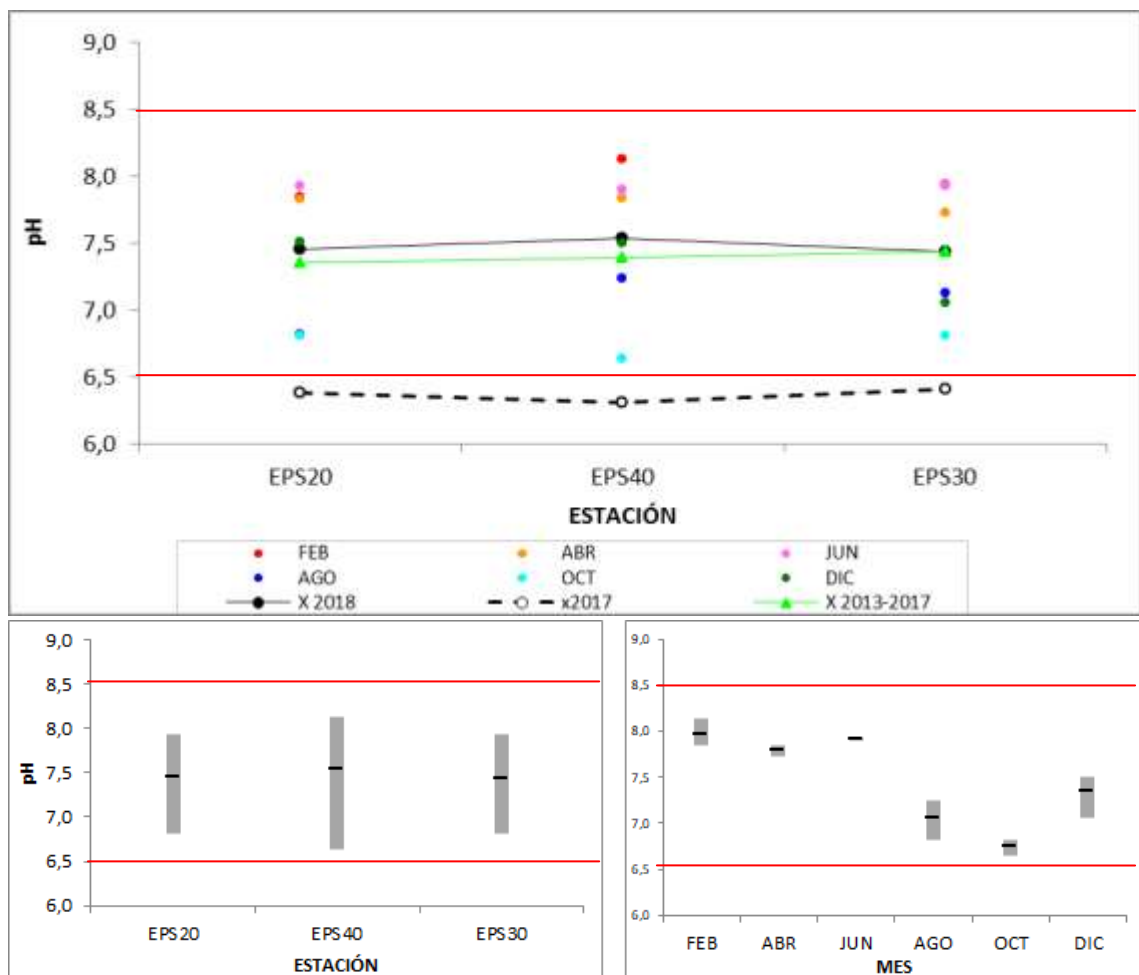 9,0
8,5
8,0
7,5
7,0
6,5
6,0
pH
EPS20 EPS40 EPS30
ESTACIÓN
FEB ABR JUN
AGO OCT DIC
X 2018 x2017 X 2013-2017
9,0
8,5
8,0
7,5
7,0
6,5
6,0
pH
EPS20 EPS40 EPS30
ESTACIÓN
9,0
8,5
8,0
7,5
7,0
6,5
6,0
FEB ABR JUN AGO OCT DIC
MES